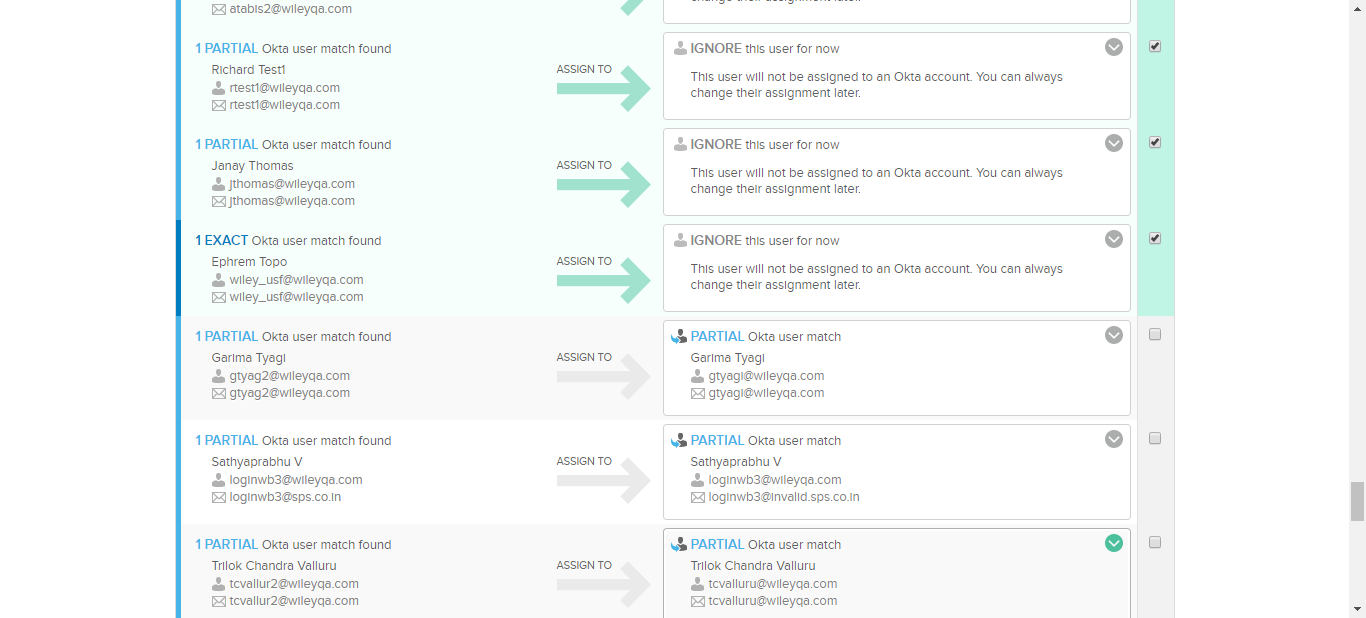 atabis2@wileyqa.com
change their assignment later.
1 PARTIAL Okta user match found
Richard Test1
rtest1@wileyqa.com
rtest1@wileyqa.com
ASSIGN TO
IGNORE this user for now
This user will not be assigned to an Okta account. You can always
change their assignment later.
1 PARTIAL Okta user match found
Janay Thomas
jthomas@wileyqa.com
jthomas@wileyqa.com
ASSIGN TO
IGNORE this user for now
This user will not be assigned to an Okta account. You can always
change their assignment later.
1 EXACT Okta user match found
Ephrem Topo
wiley_usf@wileyqa.com
wiley_usf@wileyqa.com
ASSIGN TO
IGNORE this user for now
This user will not be assigned to an Okta account. You can always
change their assignment later.
1 PARTIAL Okta user match found
Garima Tyagi
gtyag2@wileyqa.com
gtyag2@wileyqa.com
ASSIGN TO
PARTIAL Okta user match
Garima Tyagi
gtyagi@wileyqa.com
gtyagi@wileyqa.com
1 PARTIAL Okta user match found
Sathyaprabhu V
loginwb3@wileyqa.com
loginwb3@sps.co.in
ASSIGN TO
PARTIAL Okta user match
Sathyaprabhu V
loginwb3@wileyqa.com
loginwb3@invalid.sps.co.in
1 PARTIAL Okta user match found
Trilok Chandra Valluru
tcvallur2@wileyqa.com
tcvallur2@wileyqa.com
ASSIGN TO
PARTIAL Okta user match
Trilok Chandra Valluru
tcvalluru@wileyqa.com
tcvalluru@wileyqa.com